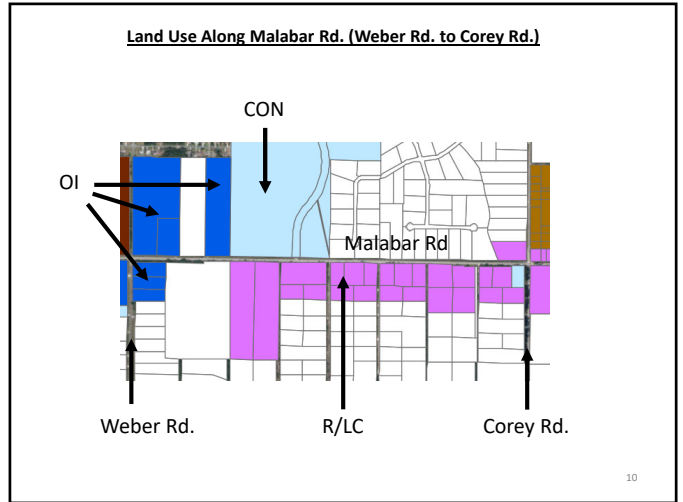 Land Use Along Malabar Rd. (Weber Rd. to Corey Rd.)
CON
OI
Malabar Rd
Weber Rd.
R/LC
Corey Rd.
10